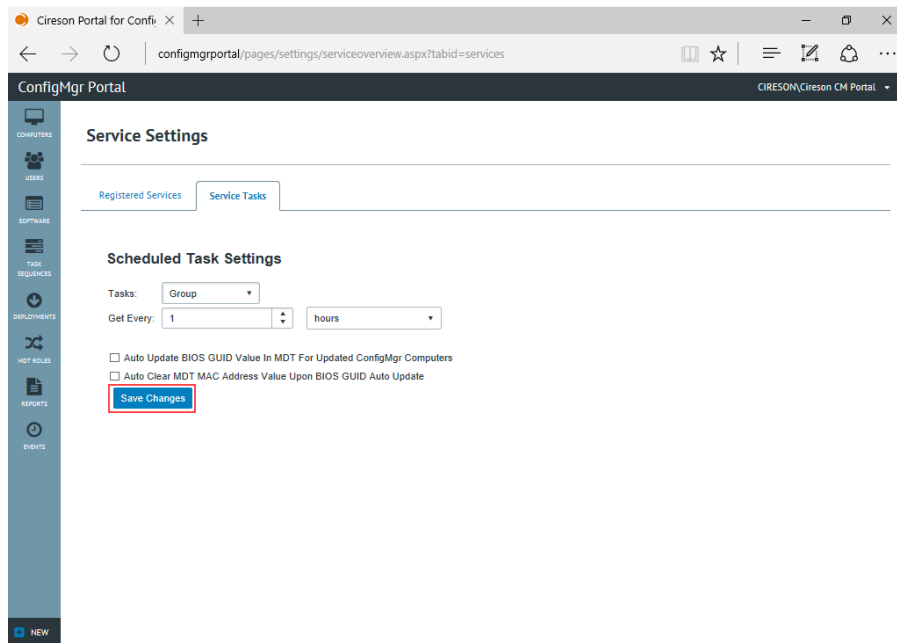 Cireson Portal for Config
configmgrportal/pages/settings/serviceoverview.aspx?tabid=services
ConfigMgr Portal
CIRESON\Cireson CM Portal
COMPUTERS
USERS
SOFTWARE
TASK
SEQUENCES
DEPLOYMENTS
MDT ROLES
REPORTS
EVENTS
NEW
Service Settings
Registered Services
Service Tasks
Scheduled Task Settings
Tasks: Group
Get Every: 1 hours
Auto Update BIOS GUID Value In MDT For Updated ConfigMgr Computers
Auto Clear MDT MAC Address Value Upon BIOS GUID Auto Update
Save Changes